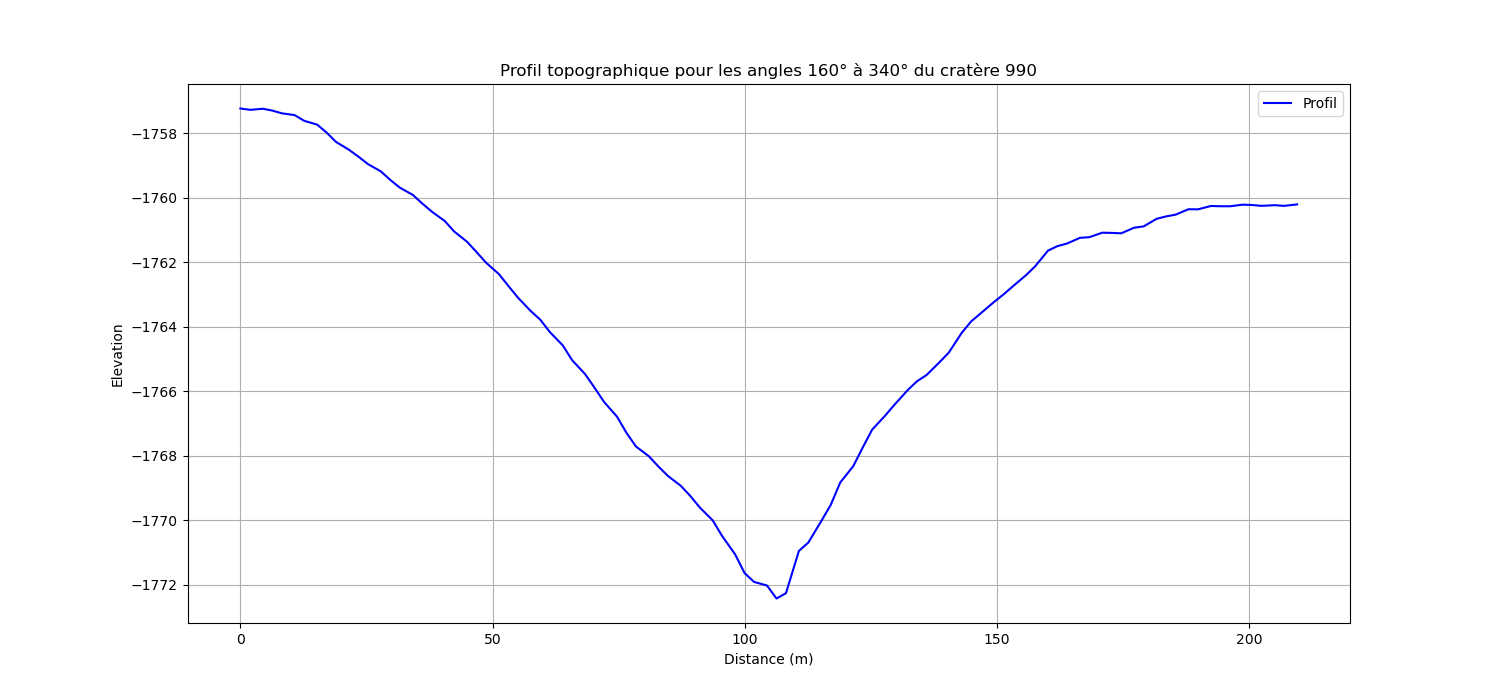 Profil topographique pour les angles 160° à 340° du cratère 990
Profil
Elevation
−1758
−1760
−1762
−1764
−1766
−1768
−1770
−1772
0 50 100 150 200
Distance (m)